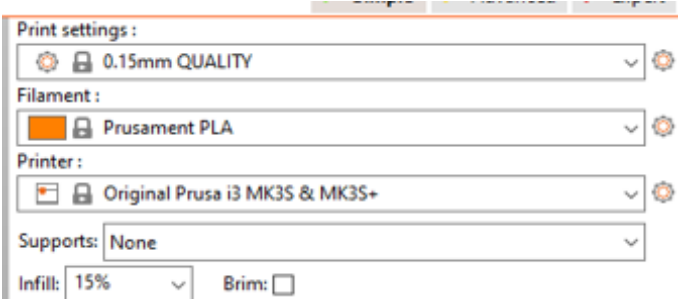 Print settings :
0.15mm QUALITY
Filament :
Prusament PLA
Printer :
Original Prusa i3 MK3S & MK3S+
Supports: None
Infill: 15% Brim: